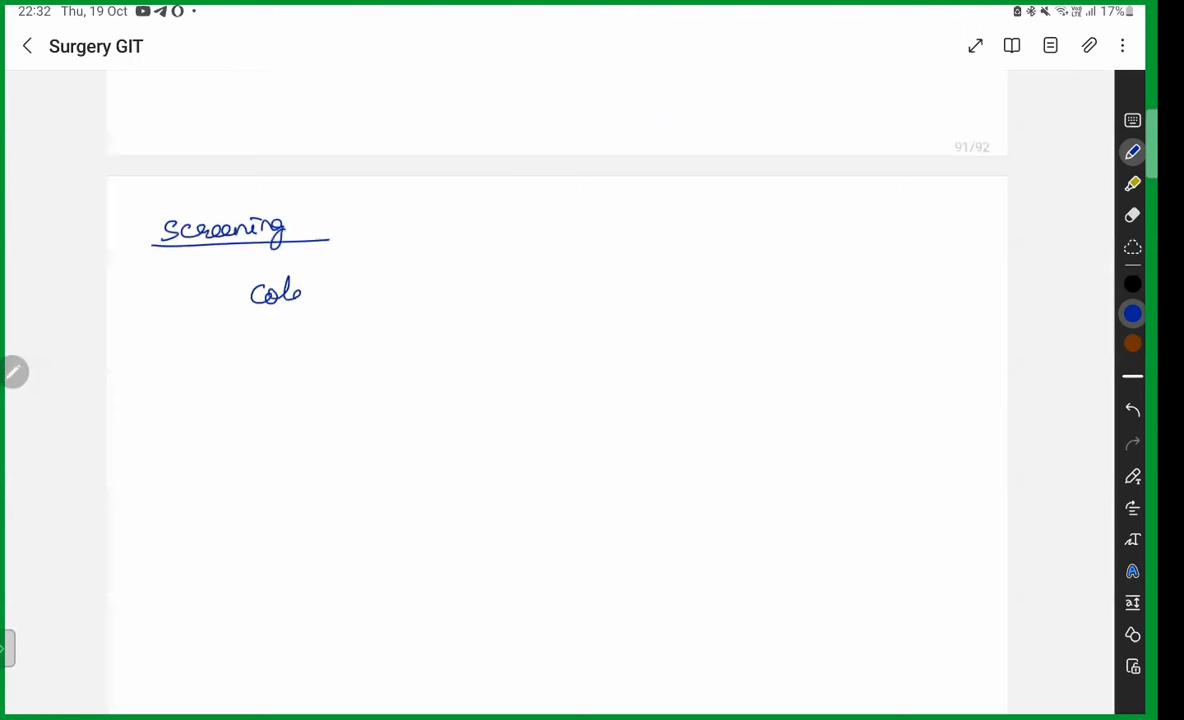 22:32 Thu, 19 Oct
17%
Surgery GIT
91/92
Screening
Colo